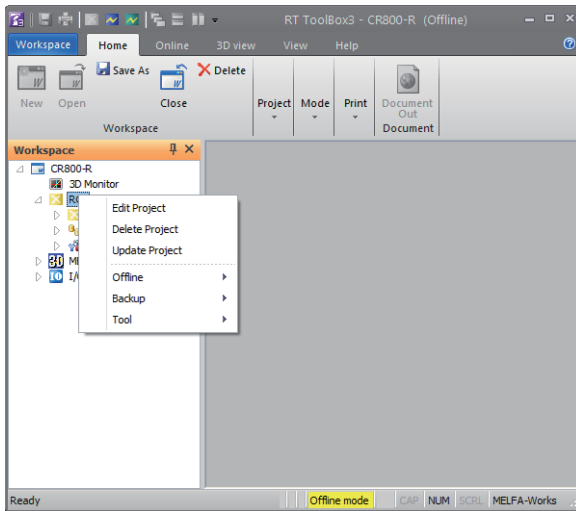 RT ToolBox3 - CR800-R (Offline)
Workspace Home Online 3D view View Help
Save As Delete
New Open Close Project Mode Print Document Out
Workspace Document
Workspace
CR800-R
3D Monitor
Edit Project
Delete Project
Update Project
Offline
Backup
Tool
Ready Offline mode CAP NUM SCRL MELFA-Works